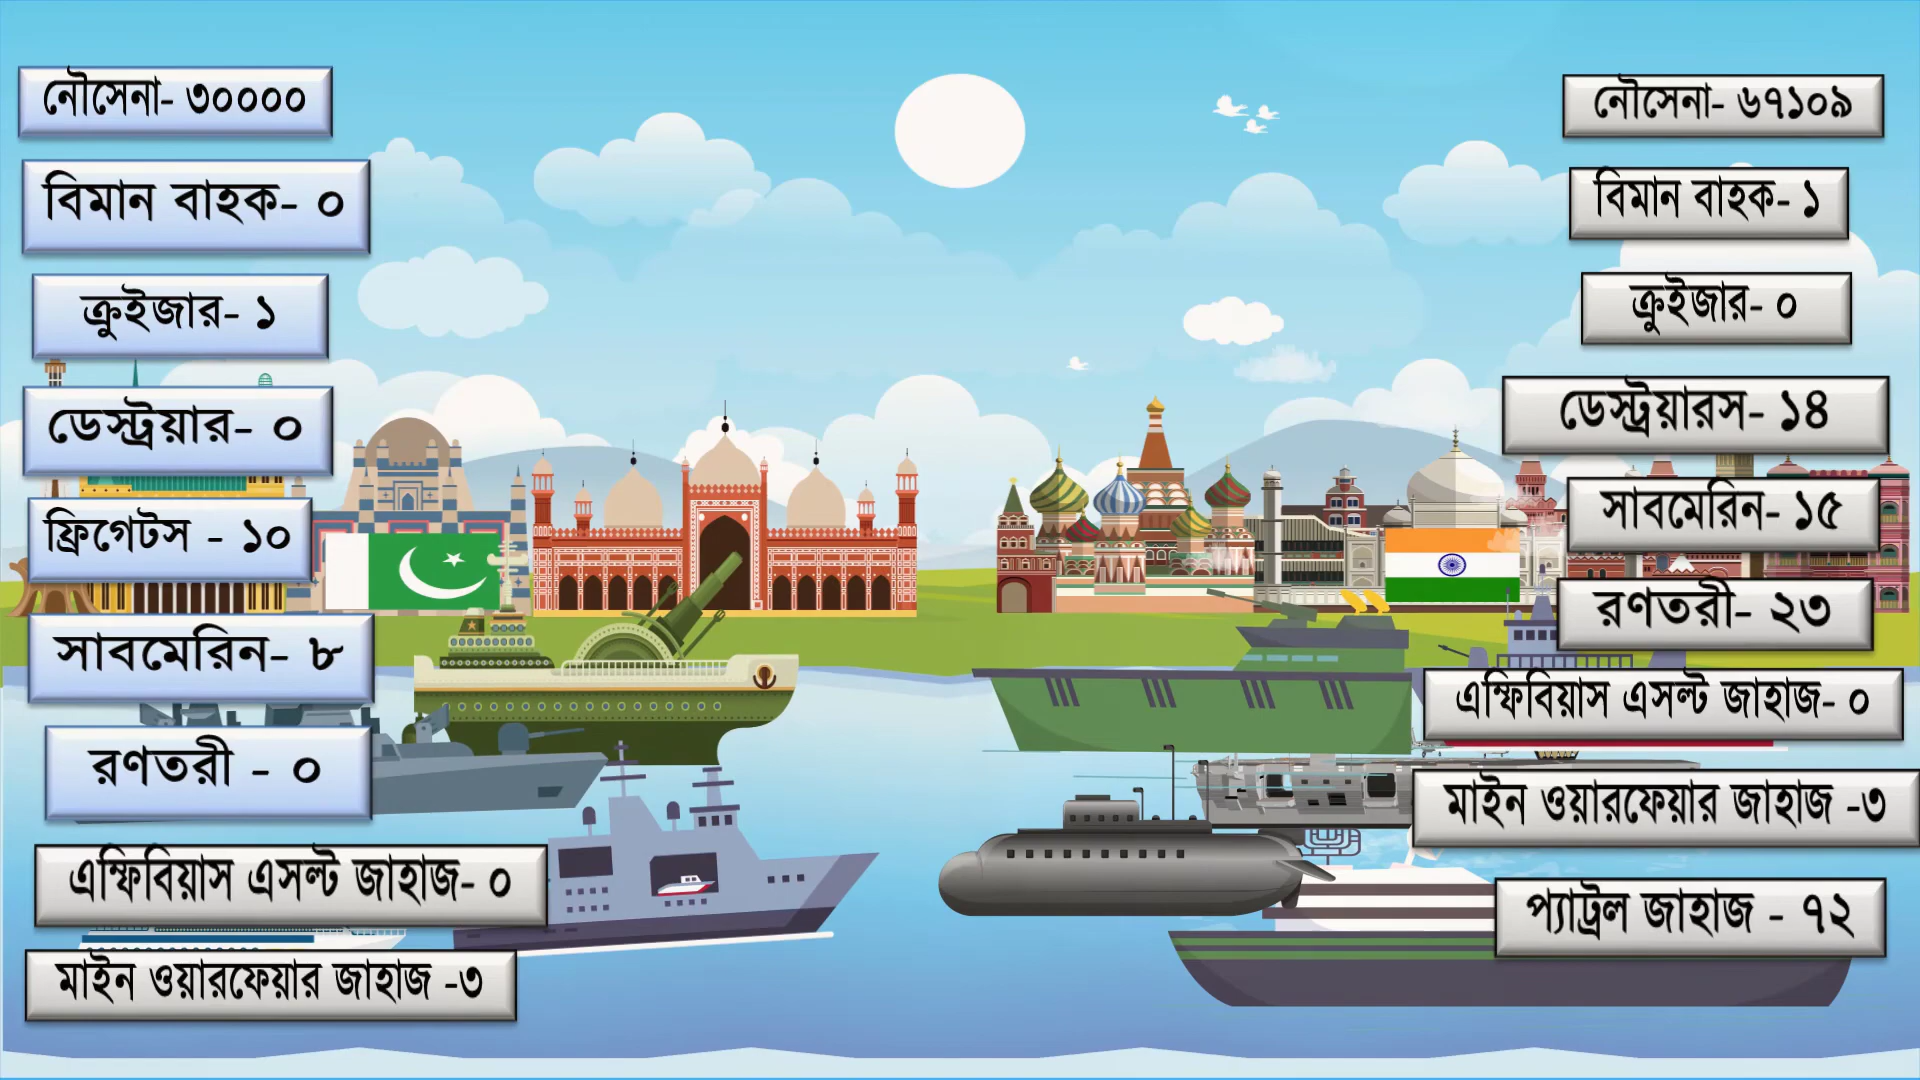 নৌসেনা- ৩০০০০
বিমান বাহক- ০
ক্রুইজার- ১
ডেস্ট্রয়ার- ০
ফ্রিগেটস - ১০
সাবমেরিন- ৮
রণতরী - ০
এম্ফিবিয়াস এসল্ট জাহাজ- ০
মাইন ওয়ারফেয়ার জাহাজ -৩
নৌসেনা- ৬৭১০৯
বিমান বাহক- ১
ক্রুইজার- ০
ডেস্ট্রয়ারস- ১৪
সাবমেরিন- ১৫
রণতরী- ২৩
এম্ফিবিয়াস এসল্ট জাহাজ- ০
মাইন ওয়ারফেয়ার জাহাজ -৩
প্যাট্রল জাহাজ - ৭২